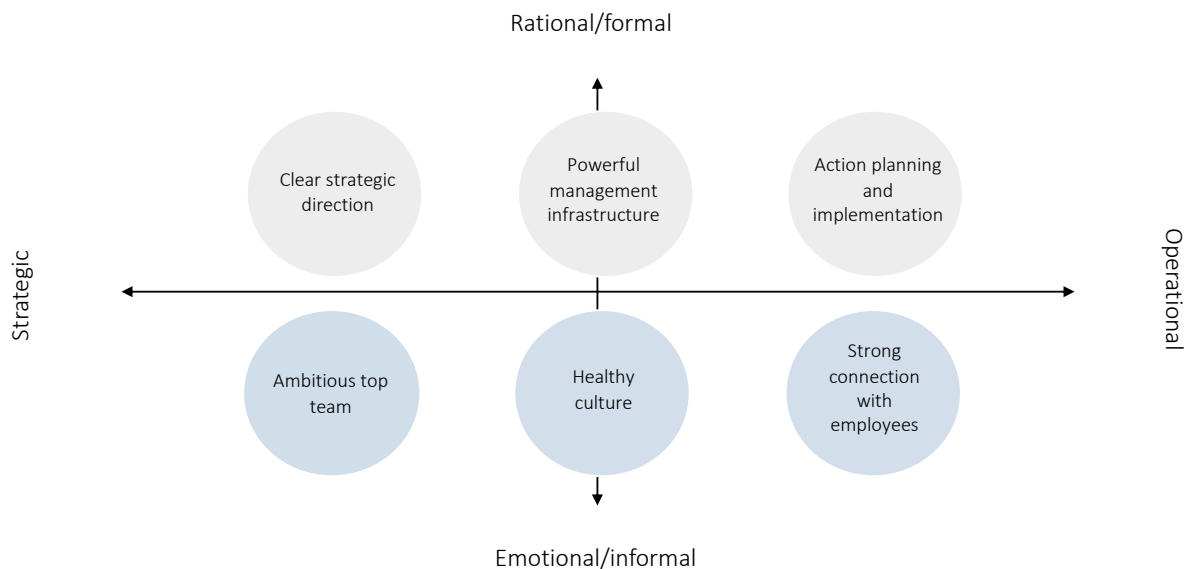 Rational/formal
Clear strategic
direction
Powerful
management
infrastructure
Action planning
and
implementation
Strategic
Operational
Ambitious top
team
Healthy
culture
Strong
connection
with
employees
Emotional/informal